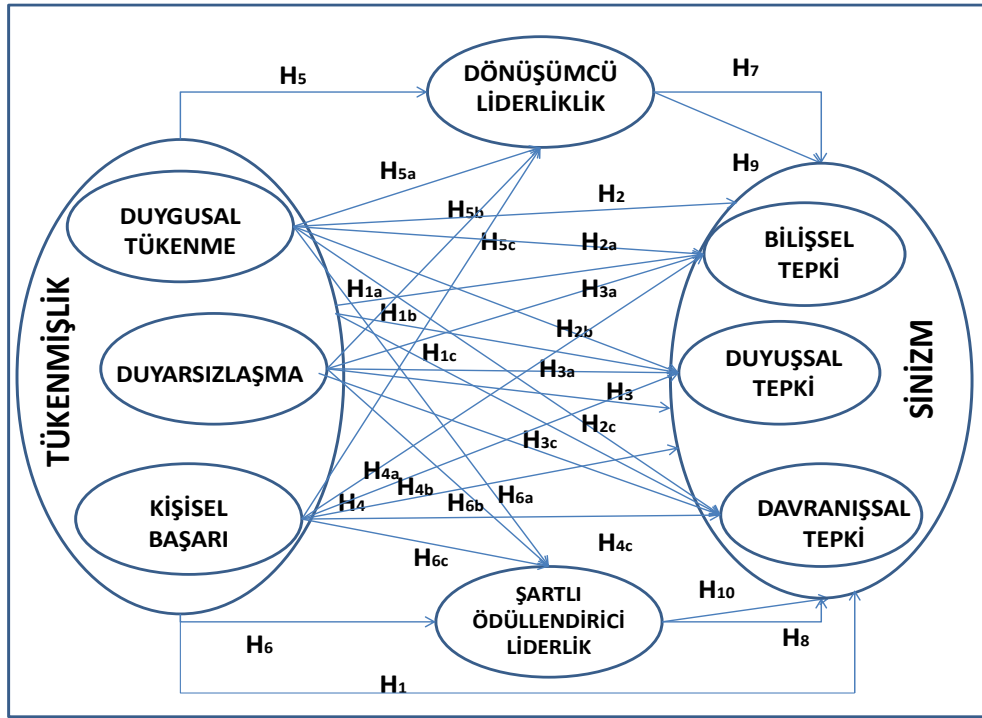 DÖNÜŞÜMCÜ
LİDERLİKLİK
H5
H7
H5a
H9
DUYGUSAL
TÜKENME
H5b
H2
H5c
H2a
BİLİŞSEL
TEPKİ
H1a
H3a
H1b
H2b
TÜKENMİŞLİK
DUYARSIZLAŞMA
H1c
H3a
DUYUŞSAL
TEPKİ
SİNİZM
H3
H2c
H3c
H4a
H4b
H4
H6a
H6b
KİŞİSEL
BAŞARI
DAVRANIŞSAL
TEPKİ
H4c
H6c
ŞARTLI
ÖDÜLLENDİRİCİ
LİDERLİK
H10
H6
H8
H1